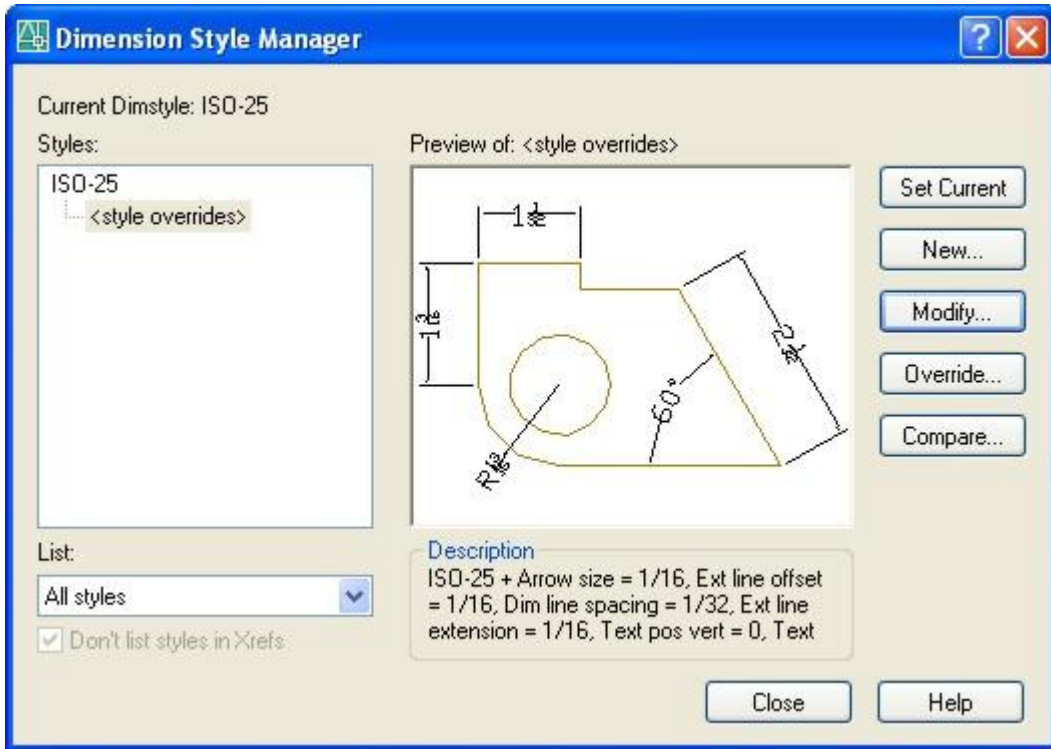 Dimension Style Manager
Current Dimstyle: ISO-25
Styles:
ISO-25
<style overrides>
Preview of: <style overrides>
60°
Set Current
New...
Modify...
Override...
Compare...
List:
All styles
Don't list styles in Xrefs
Description
ISO-25 + Arrow size = 1/16, Ext line offset
= 1/16, Dim line spacing = 1/32, Ext line
extension = 1/16, Text pos vert = 0, Text
Close
Help